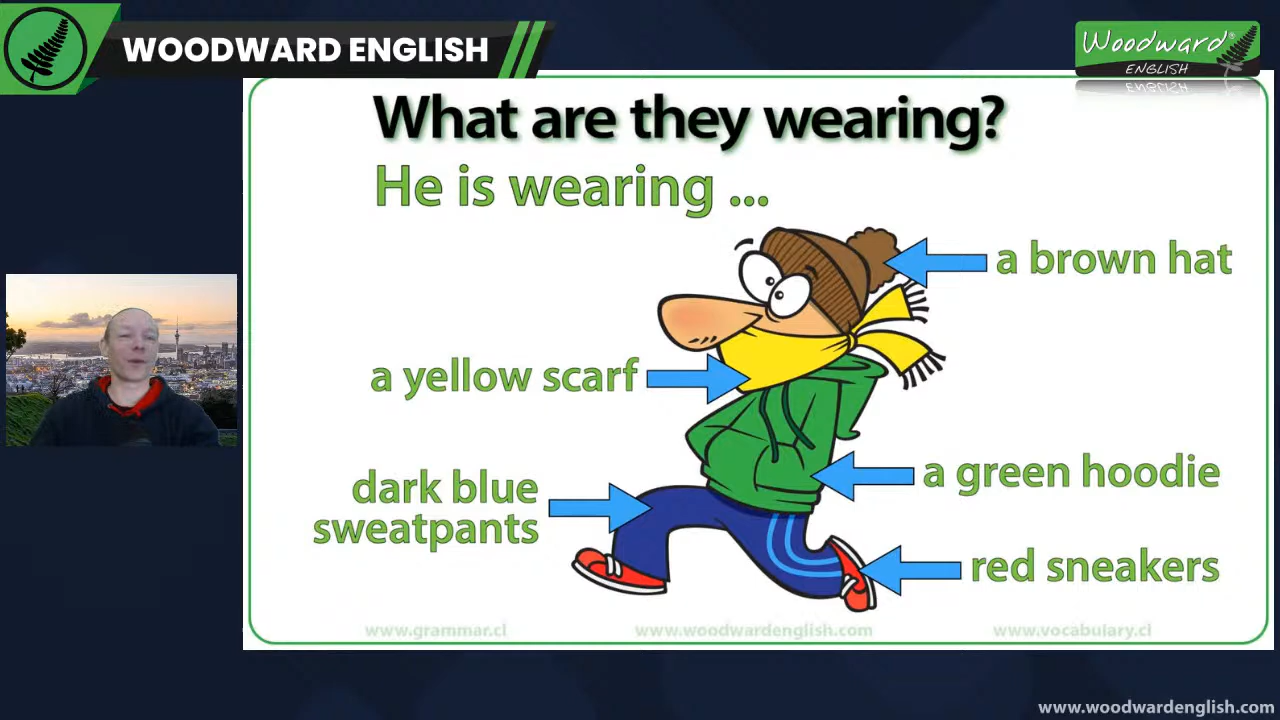 WOODWARD ENGLISH
Woodward®
ENGLISH
What are they wearing?
He is wearing ...
a brown hat
a yellow scarf
a green hoodie
dark blue
sweatpants
red sneakers
www.grammar.cl www.woodwardenglish.com www.vocabulary.cl
www.woodwardenglish.com